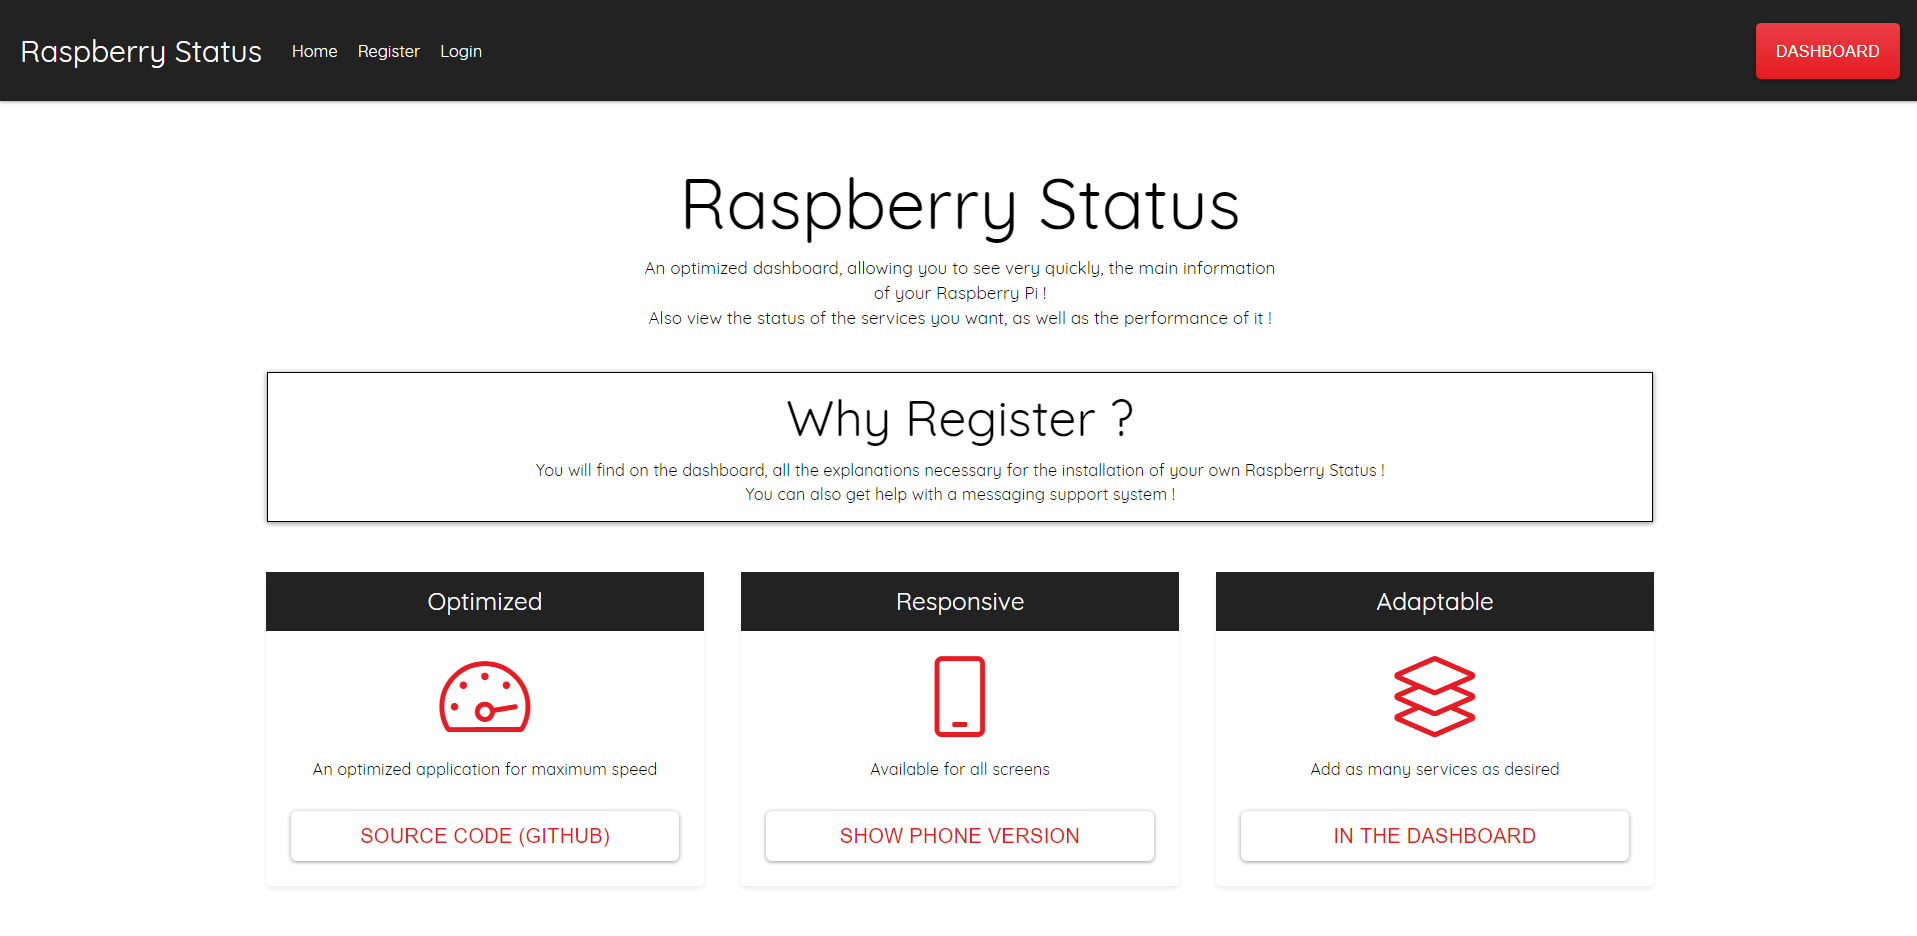 Raspberry Status
Home
Register
Login
DASHBOARD
Raspberry Status
An optimized dashboard, allowing you to see very quickly, the main information
of your Raspberry Pi !
Also view the status of the services you want, as well as the performance of it !
Why Register ?
You will find on the dashboard, all the explanations necessary for the installation of your own Raspberry Status !
You can also get help with a messaging support system !
Optimized
An optimized application for maximum speed
SOURCE CODE (GITHUB)
Responsive
Available for all screens
SHOW PHONE VERSION
Adaptable
Add as many services as desired
IN THE DASHBOARD